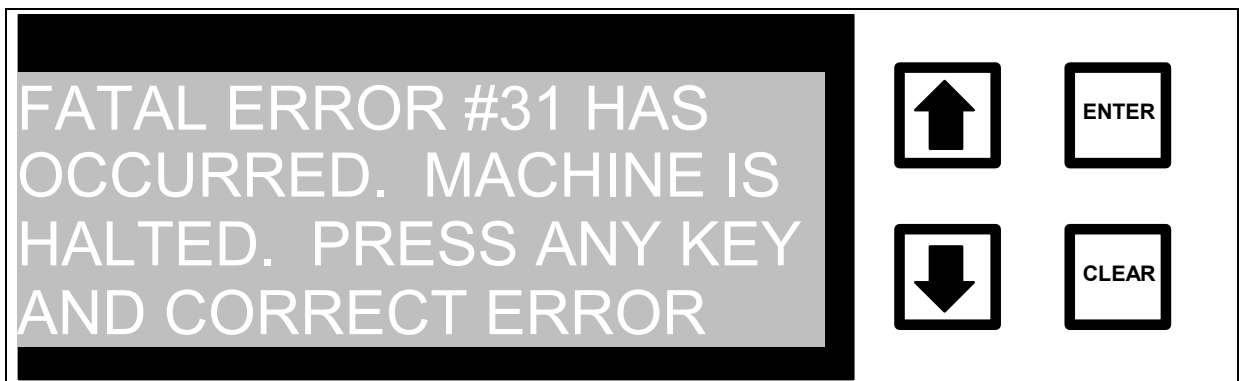 FATAL ERROR #31 HAS
OCCURRED.  MACHINE IS
HALTED.  PRESS ANY KEY
AND CORRECT ERROR
ENTER
CLEAR